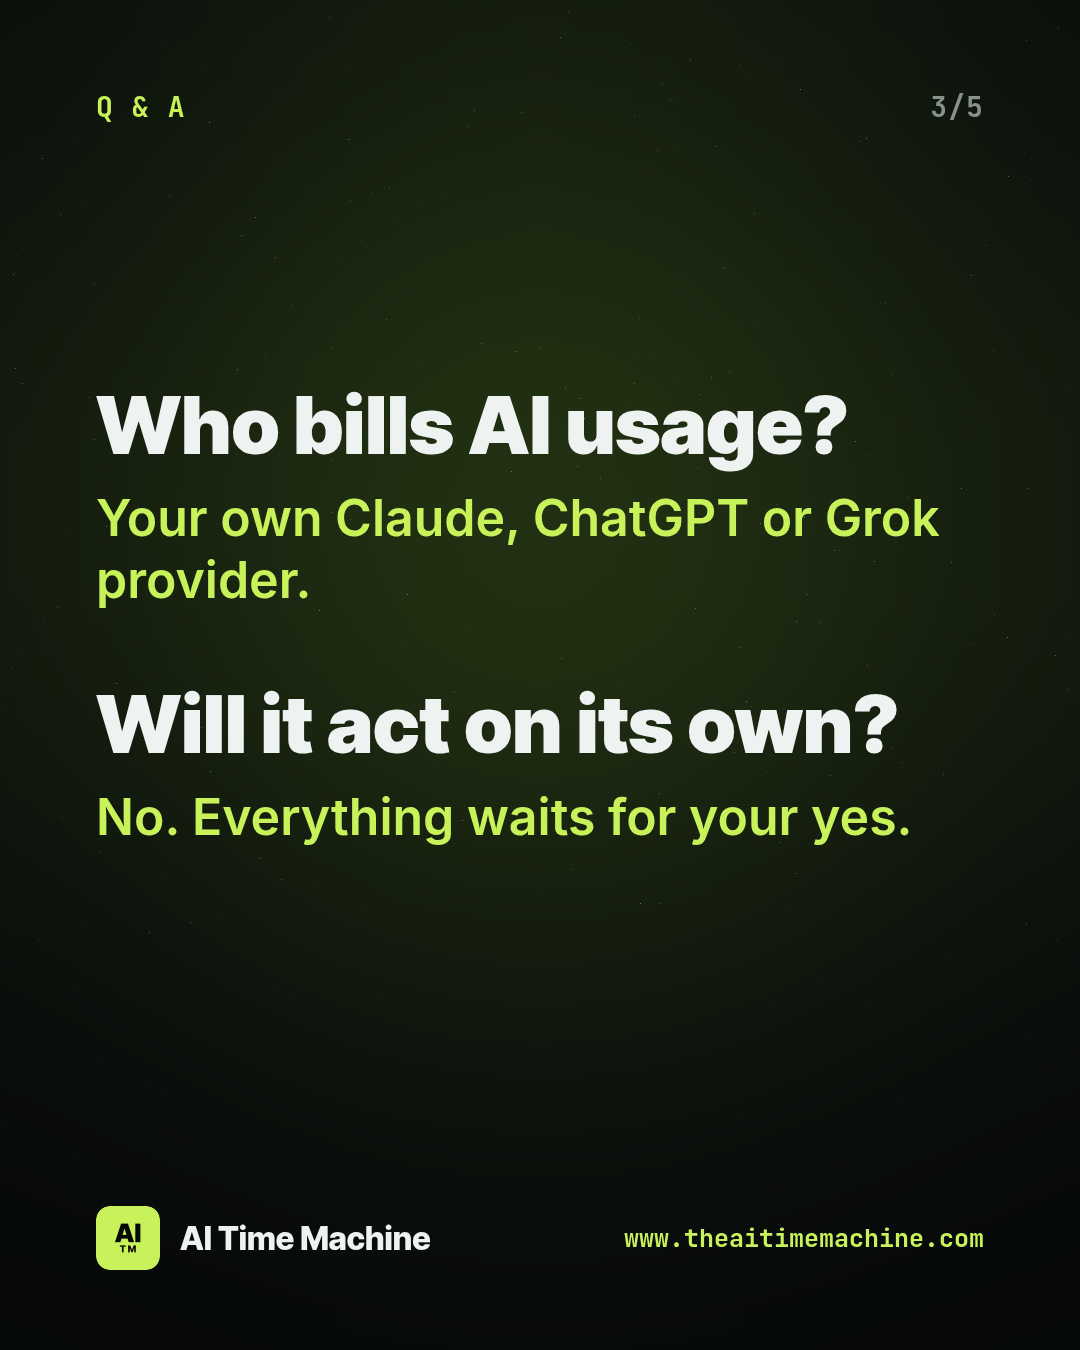 Q & A
3/5
Who bills AI usage?
Your own Claude, ChatGPT or Grok
provider.
Will it act on its own?
No. Everything waits for your yes.
AI
TM
AI Time Machine
www.theaitimemachine.com